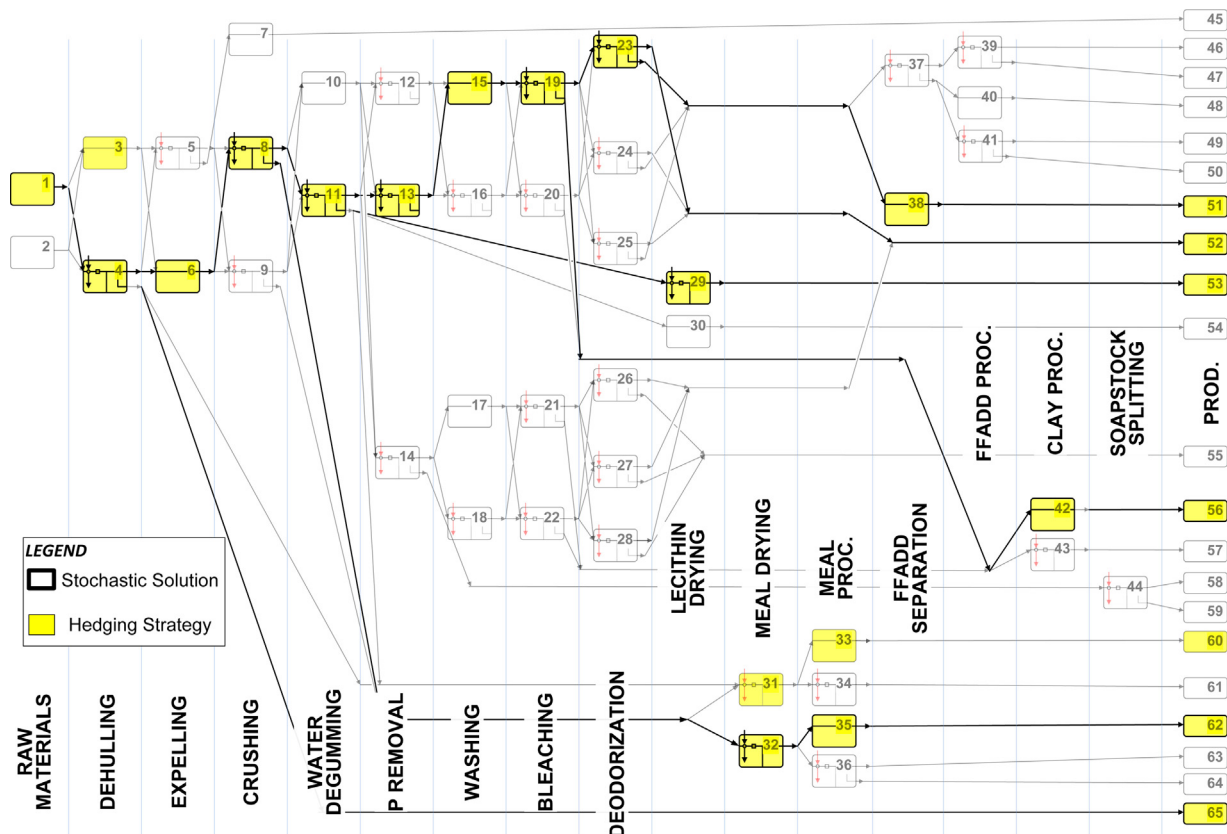 7
45
23
39
46
37
47
10
12
15
19
40
48
3
5
8
24
41
49
50
1
11
13
16
20
38
51
2
25
52
4
6
9
29
53
30
54
26
17
21
14
27
55
18
22
28
42
56
43
57
44
58
59
33
60
31
34
61
35
62
32
36
63
64
65
LEGEND
Stochastic Solution
Hedging Strategy
RAW
MATERIALS
DEHULLING
EXPELLING
CRUSHING
WATER
DEGUMMING
P REMOVAL
WASHING
BLEACHING
DEODORIZATION
LECITHIN
DRYING
MEAL DRYING
MEAL
PROC.
FFADD
SEPARATION
FFADD PROC.
CLAY PROC.
SOAPSTOCK
SPLITTING
PROD.